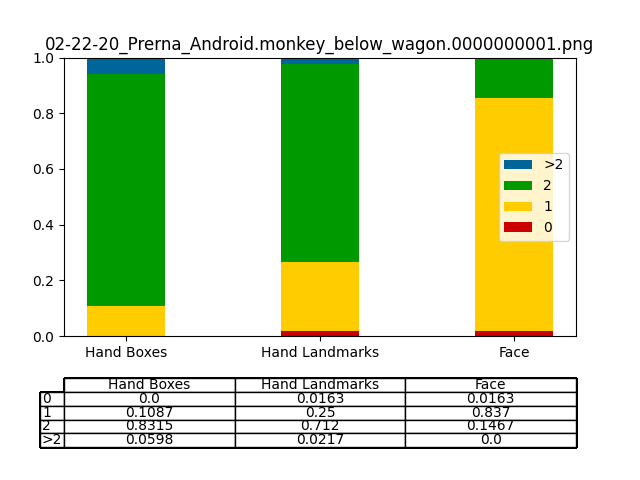 02-22-20_Prerna_Android.monkey_below_wagon.0000000001.png
1.0
0.8
0.6
0.4
0.2
0.0
>2
2
1
0
Hand Boxes Hand Landmarks Face
Hand Boxes Hand Landmarks Face
0 0.0 0.0163 0.0163
1 0.1087 0.25 0.837
2 0.8315 0.712 0.1467
>2 0.0598 0.0217 0.0